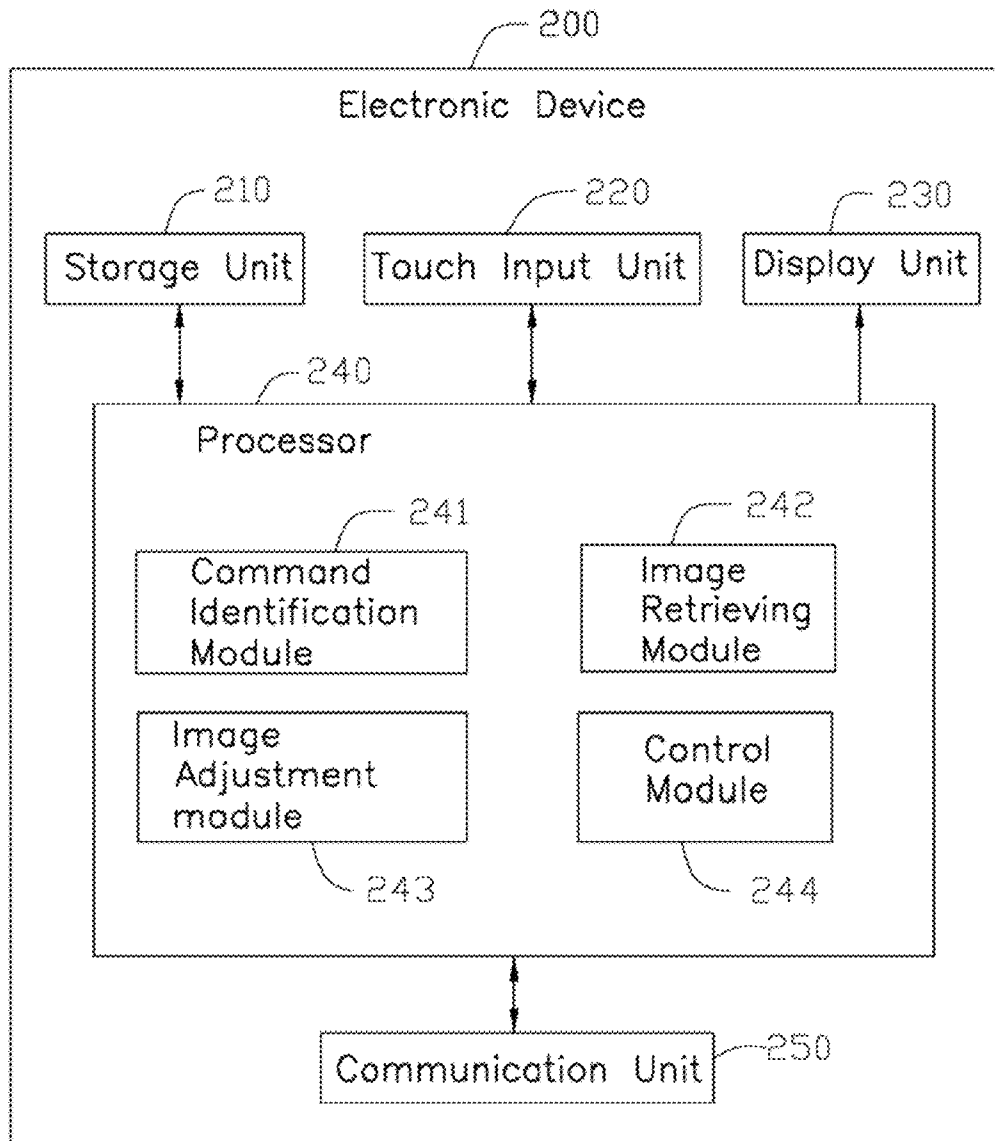 200
Electronic Device
210
220
230
Storage Unit
Touch Input Unit
Display Unit
240
Processor
241
242
Command
Identification
Module
Image
Retrieving
Module
Image
Adjustment
module
Control
Module
243
244
250
Communication Unit